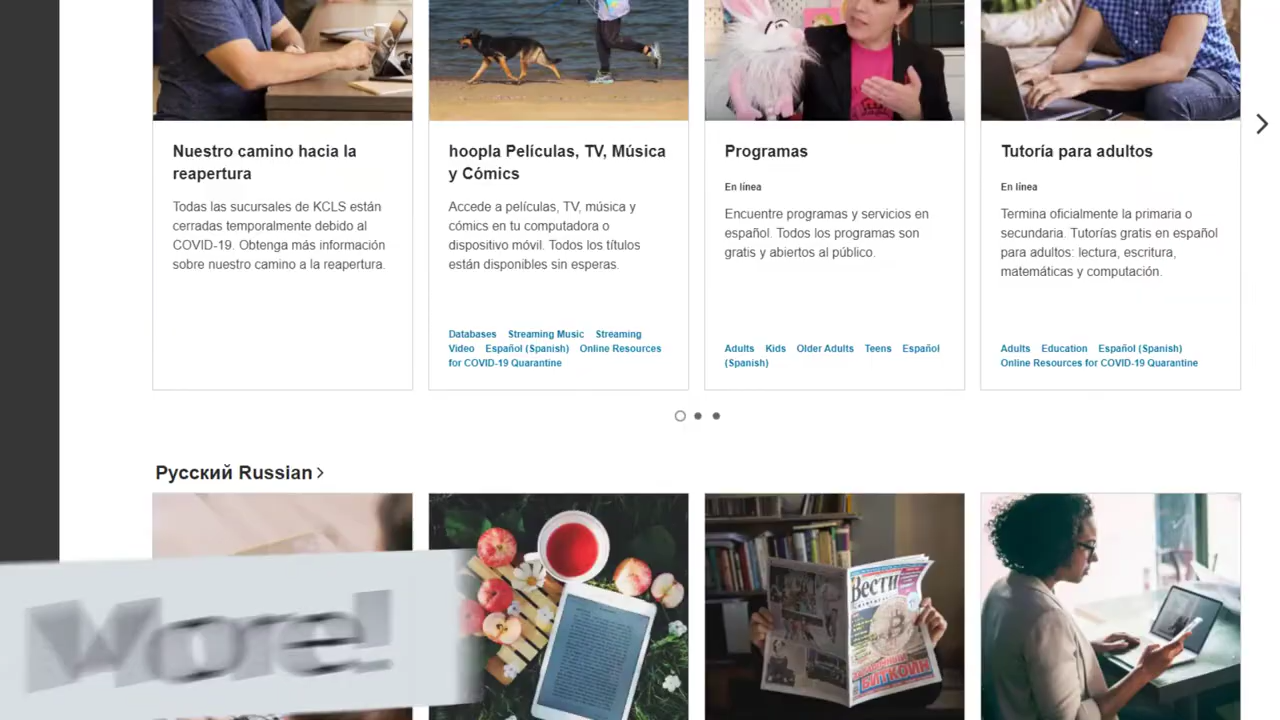 Nuestro camino hacia la
reapertura
Todas las sucursales de KCLS están
cerradas temporalmente debido al
COVID-19. Obtenga más información
sobre nuestro camino a la reapertura.
hoopla Películas, TV, Música
y Cómics
Accede a películas, TV, música y
cómics en tu computadora o
dispositivo móvil. Todos los títulos
están disponibles sin esperas.
Databases Streaming Music Streaming
Video Español (Spanish) Online Resources
for COVID-19 Quarantine
Programas
En línea
Encuentre programas y servicios en
español. Todos los programas son
gratis y abiertos al público.
Adults Kids Older Adults Teens Español
(Spanish)
Tutoría para adultos
En línea
Termina oficialmente la primaria o
secundaria. Tutorías gratis en español
para adultos: lectura, escritura,
matemáticas y computación.
Adults Education Español (Spanish)
Online Resources for COVID-19 Quarantine
Русский Russian
More!
Вести
БИТКОИН